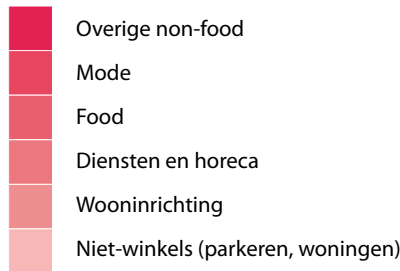 Overige non-food
Mode
Food
Diensten en horeca
Wooninrichting
Niet-winkels (parkeren, woningen)